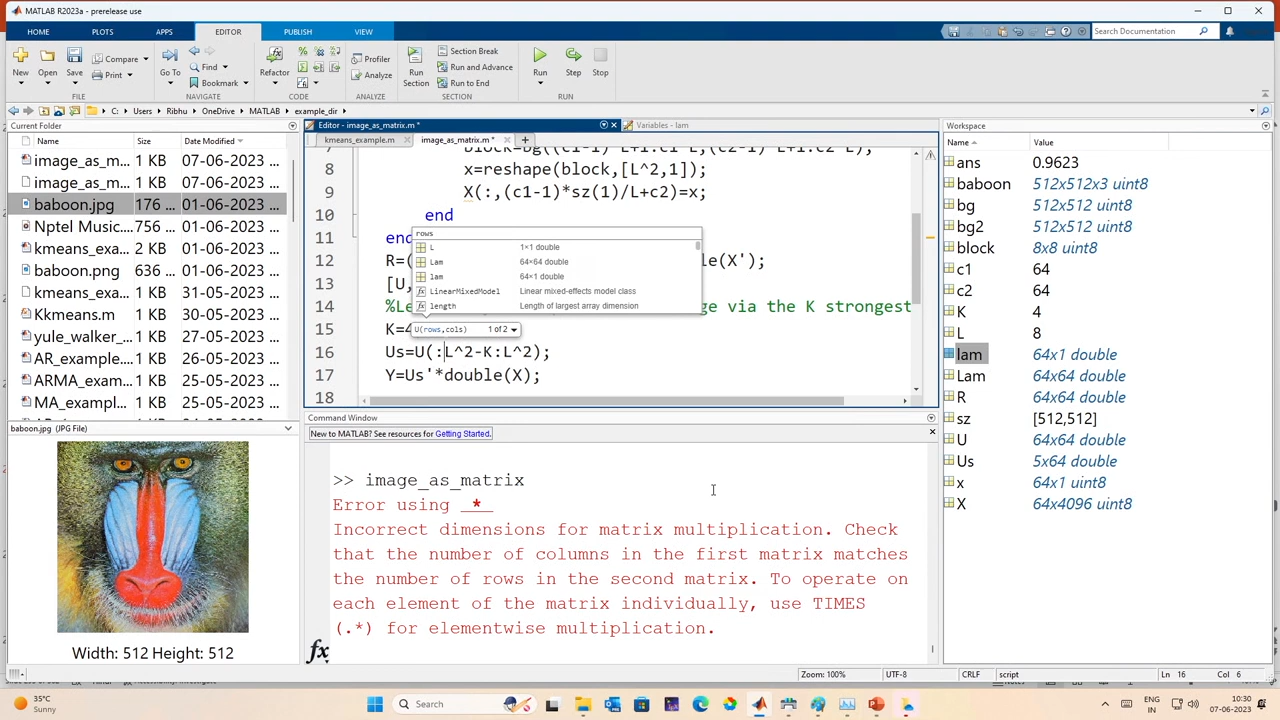 MATLAB R2023a - prerelease use
HOME PLOTS APPS EDITOR PUBLISH VIEW
Search Documentation
New Open Save Compare Print Go To Find Bookmark Refactor Profiler Analyze Run Section Section Break Run and Advance Run to End Run Step Stop
FILE NAVIGATE CODE ANALYZE SECTION RUN
C: Users Ribhu OneDrive MATLAB example_dir
Current Folder
Name Size Date Modified
image_as_m... 1 KB 07-06-2023 ...
image_as_m... 1 KB 07-06-2023 ...
baboon.jpg 176 ... 01-06-2023 ...
Nptel Music... 756 ... 01-06-2023 ...
kmeans_exam... 1 KB 01-06-2023 ...
baboon.png 636 ... 01-06-2023 ...
kmeans_exam... 1 KB 31-05-2023 ...
Kkmeans.m 1 KB 30-05-2023 ...
yule_walker ... 1 KB 30-05-2023 ...
AR_example... 1 KB 26-05-2023 ...
ARMA_exam... 1 KB 25-05-2023 ...
MA_exampl... 1 KB 25-05-2023 ...
baboon.jpg (JPG File)
Width: 512 Height: 512
Editor - image_as_matrix.m *
Variables - lam
kmeans_example.m image_as_matrix.m * +
8 x=reshape(block,[L^2,1]);
9 X(:,(c1-1)*sz(1)/L+c2)=x;
10 end
11 end
12 R=( le(X');
13 [U,
14 %Le ge via the K strongest
15 K=4
16 Us=U(:L^2-K:L^2);
17 Y=Us'*double(X);
18
rows
L 1×1 double
Lam 64×64 double
lam 64×1 double
LinearMixedModel Linear mixed-effects model class
length Length of largest array dimension
U(rows,cols) 1 of 2
Command Window
New to MATLAB? See resources for Getting Started.
>> image_as_matrix
Error using *
Incorrect dimensions for matrix multiplication. Check
that the number of columns in the first matrix matches
the number of rows in the second matrix. To operate on
each element of the matrix individually, use TIMES
(.*) for elementwise multiplication.
fx
Workspace
Name Value
ans 0.9623
baboon 512x512x3 uint8
bg 512x512 uint8
bg2 512x512 uint8
block 8x8 uint8
c1 64
c2 64
K 4
L 8
lam 64x1 double
Lam 64x64 double
R 64x64 double
sz [512,512]
U 64x64 double
Us 5x64 double
x 64x1 uint8
X 64x4096 uint8
Zoom: 100% UTF-8 CRLF script Ln 16 Col 6
35°C
Sunny
Search
ENG
IN
10:30
07-06-2023